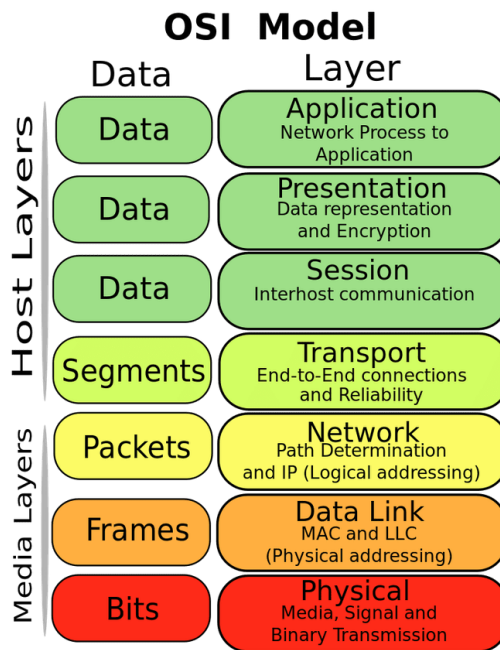 OSI Model
Data
Layer
Host Layers
Data
Application
Network Process to
Application
Data
Presentation
Data representation
and Encryption
Data
Session
Interhost communication
Segments
Transport
End-to-End connections
and Reliability
Media Layers
Packets
Network
Path Determination
and IP (Logical addressing)
Frames
Data Link
MAC and LLC
(Physical addressing)
Bits
Physical
Media, Signal and
Binary Transmission